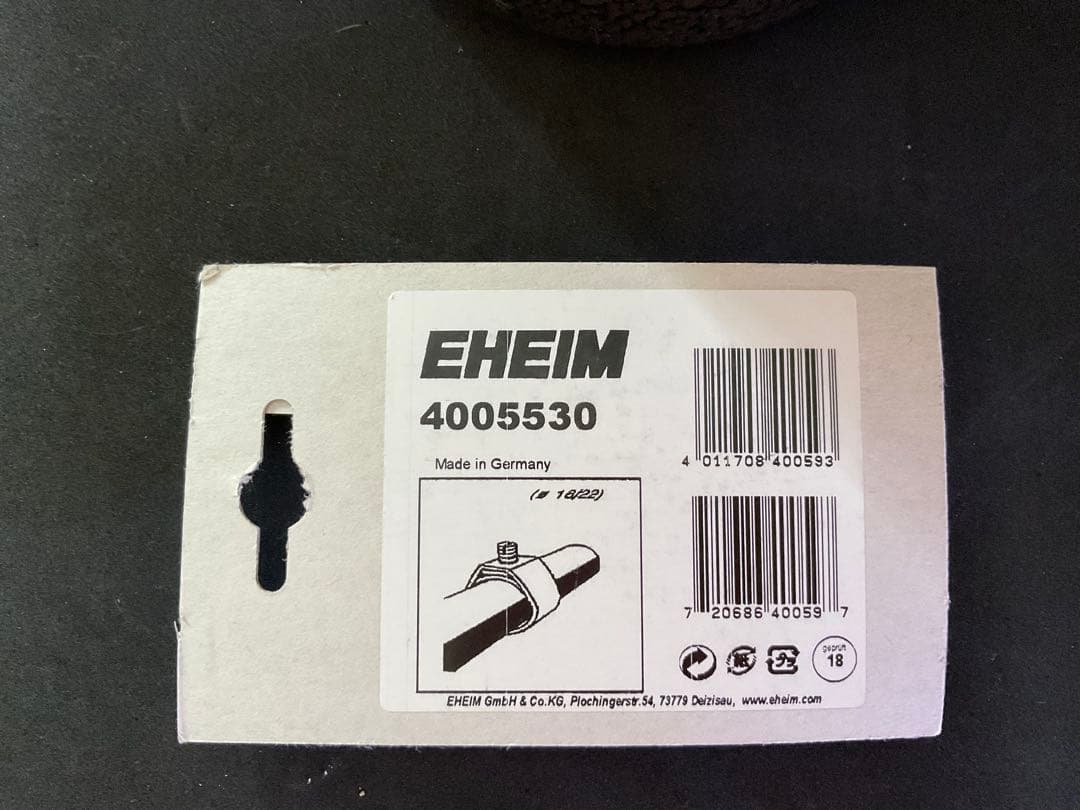 EHEIM
4005530
Made in Germany
(ø 16/22)
4 011708 400593
7 20686 40059 7
geprüft
18
EHEIM GmbH & Co.KG, Plochingerstr.54, 73779 Deizisau, www.eheim.com